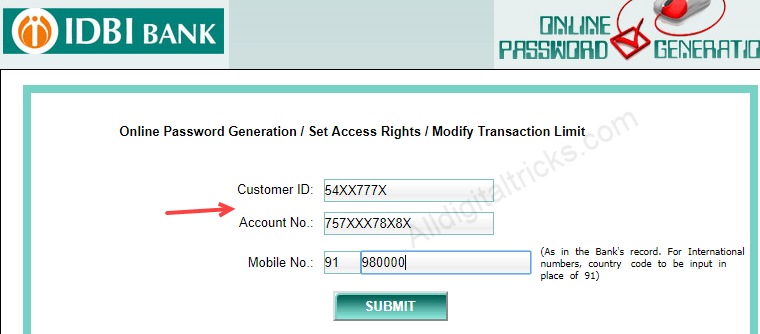 IDBI BANK
ONLINE
PASSWORD GENERATIO
Online Password Generation / Set Access Rights / Modify Transaction Limit
Customer ID: 54XX777X
Account No.: 757XXX78X8X
Mobile No.: 91 980000
(As in the Bank's record. For International
numbers, country code to be input in
place of 91)
SUBMIT
Alldigitaltricks.com